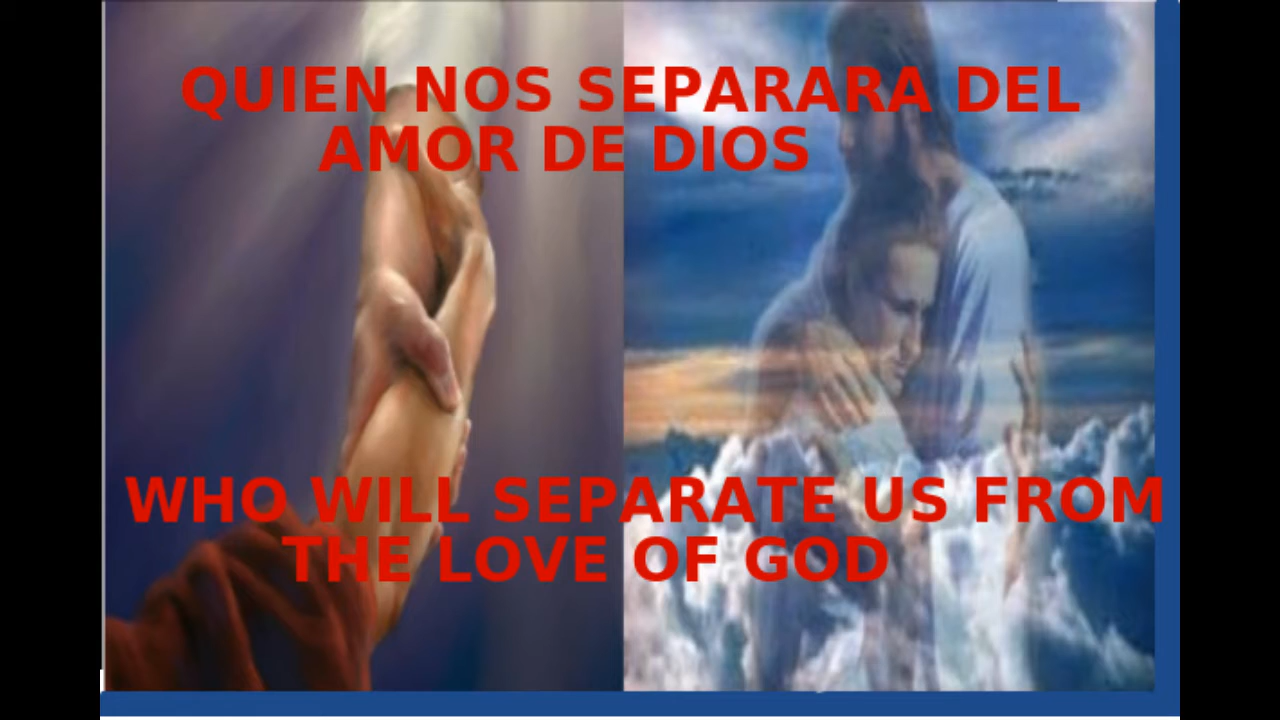 QUIEN NOS SEPARARA DEL
AMOR DE DIOS
WHO WILL SEPARATE US FROM
THE LOVE OF GOD